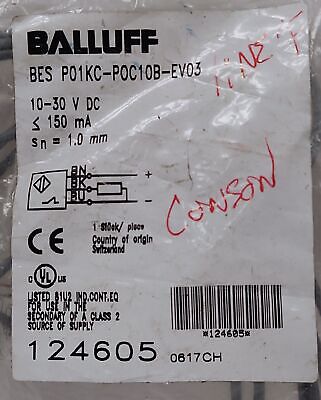 BALLUFF
BES P01KC-POC10B-EV03
10-30 V DC
≤ 150 mA
sn = 1.0 mm
BN +
BK
BU -
1 Stück/ piece
Country of origin
Switzerland
CE
C UL US
LISTED 81U2 IND.CONT.EQ
FOR USE IN THE
SECONDARY OF A CLASS 2
SOURCE OF SUPPLY
*124605*
124605 0617CH